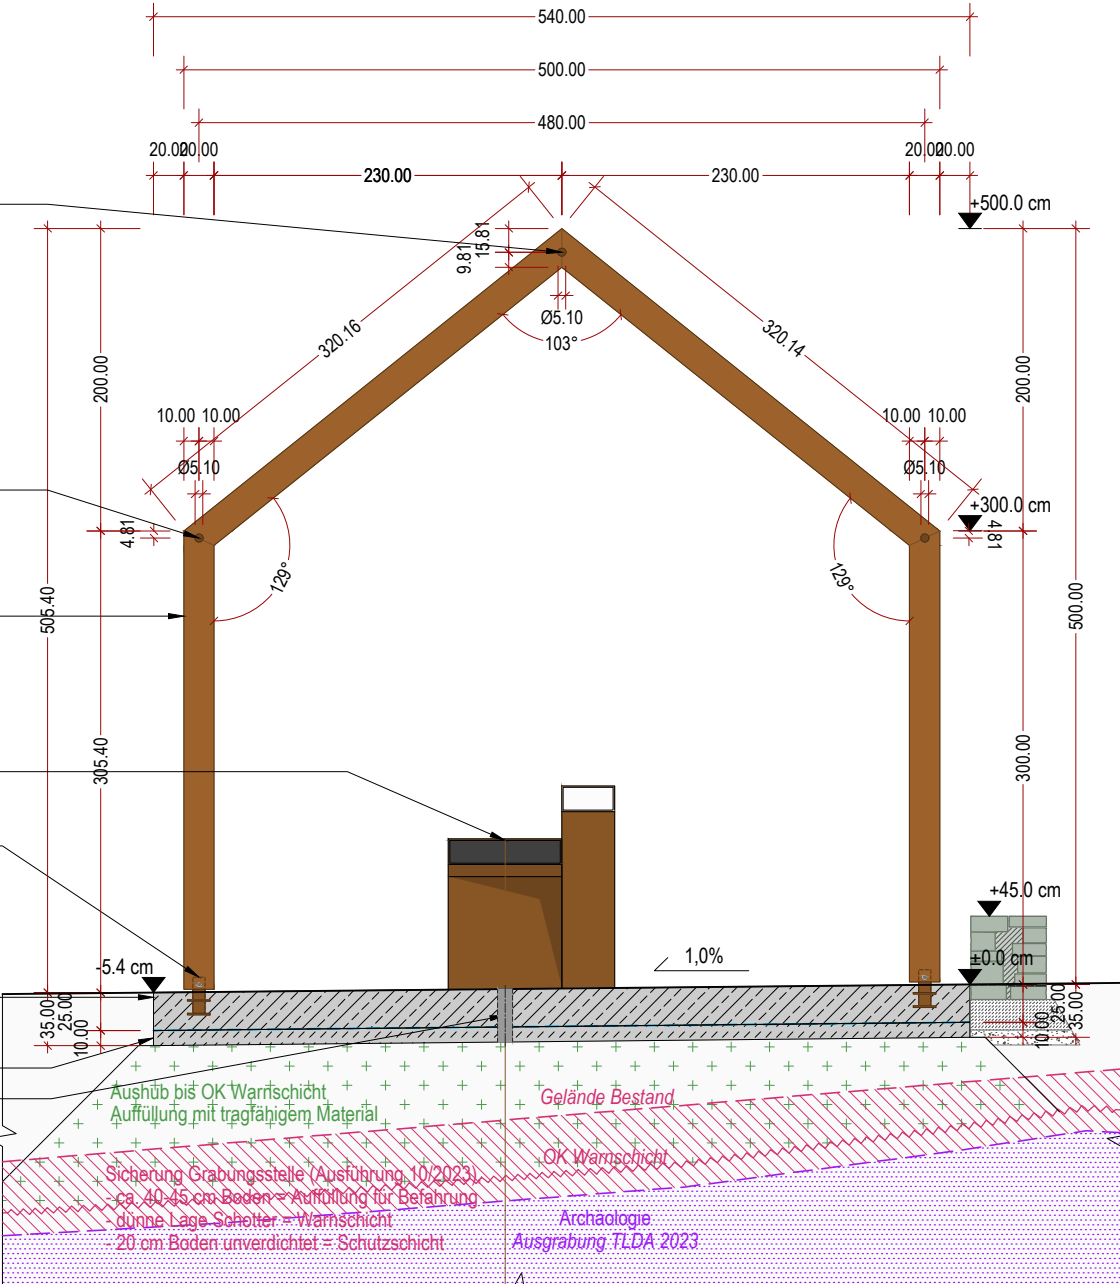 540.00
500.00
480.00
20.00 20.00 230.00 230.00 20.00 20.00
+500.0 cm
9.81 15.81
Ø5.10
103°
320.16
320.14
200.00
200.00
10.00 10.00
10.00 10.00
Ø5.10
Ø5.10
+300.0 cm
4.81
4.81
129°
129°
505.40
500.00
305.40
300.00
+45.0 cm
-5.4 cm
1,0%
±0.0 cm
35.00 25.00 10.00
10.00 25.00 35.00
Aushub bis OK Warnschicht
Auffüllung mit tragfähigem Material
Gelände Bestand
OK Warnschicht
Sicherung Grabungsstelle (Ausführung 10/2023)
- ca. 40-45 cm Boden = Auffüllung für Befahrung
- dünne Lage Schotter = Warnschicht
- 20 cm Boden unverdichtet = Schutzschicht
Archäologie
Ausgrabung TLDA 2023